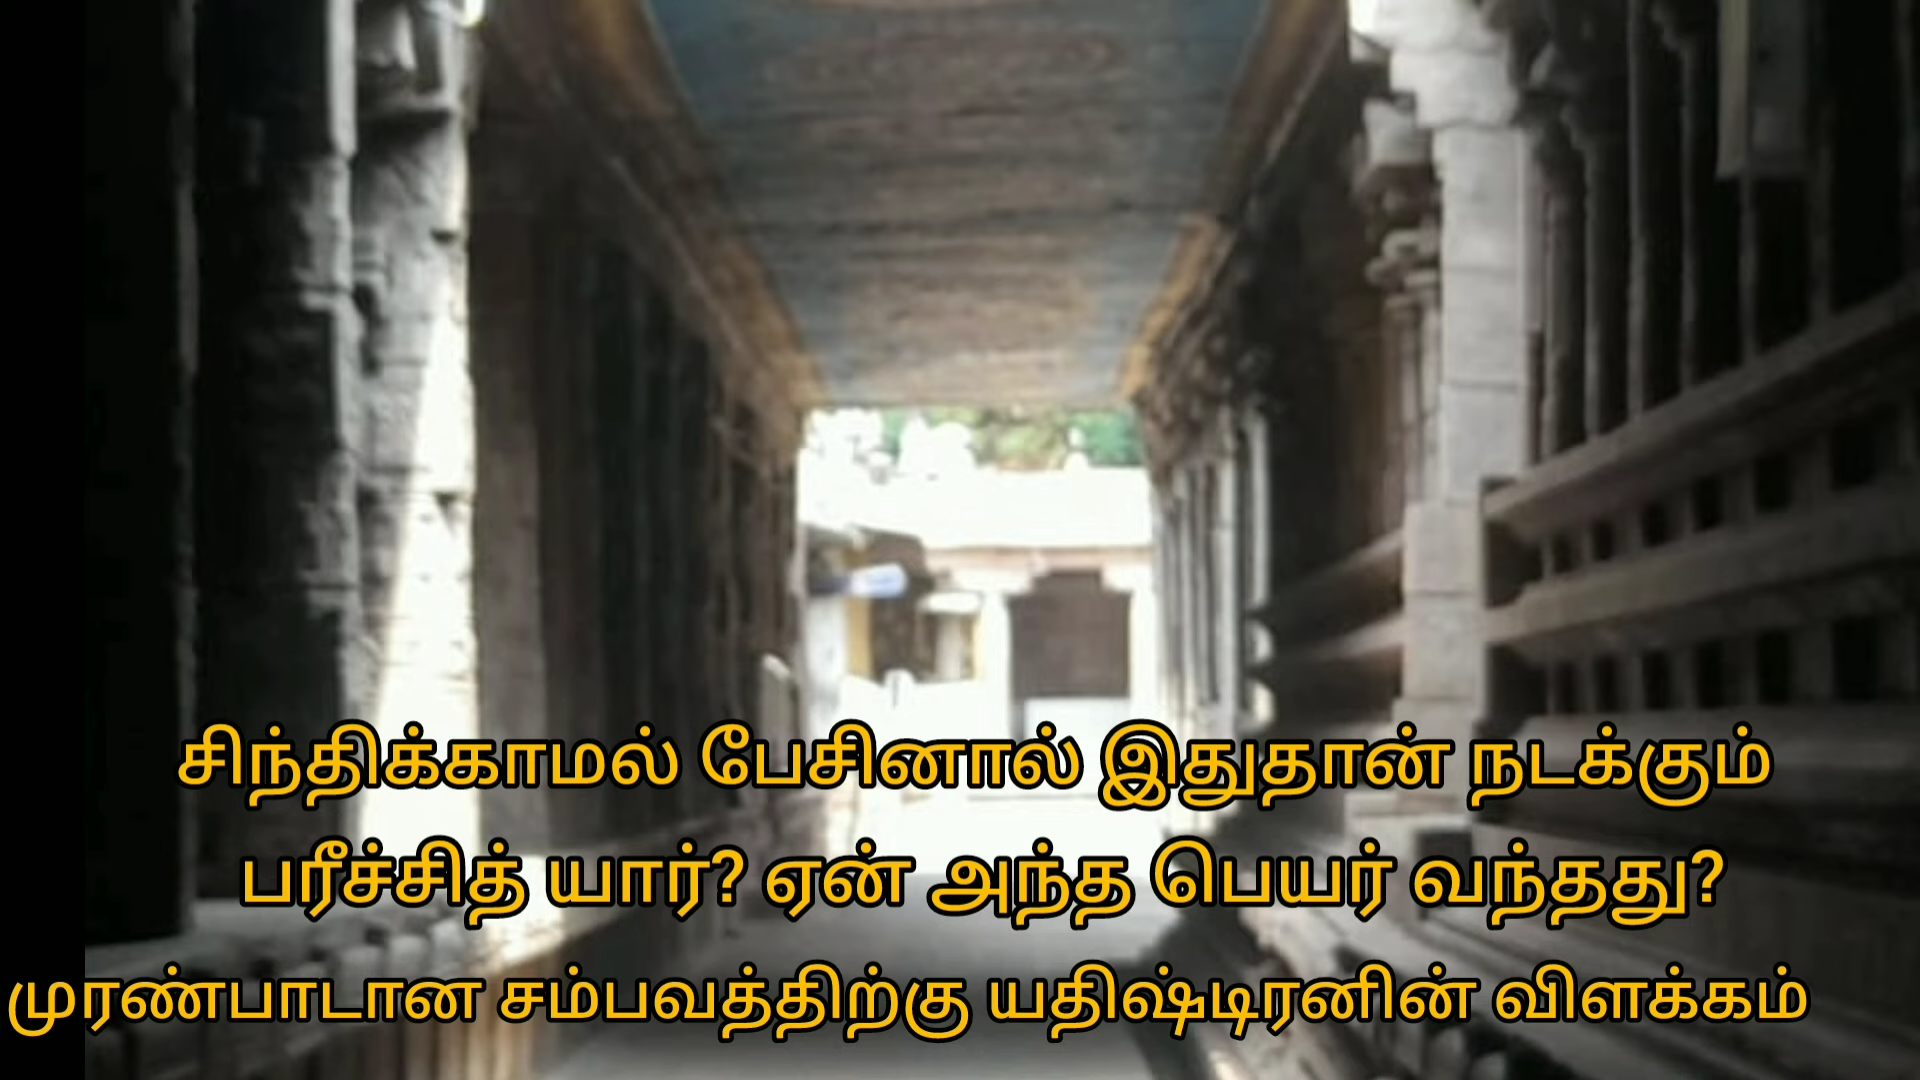 சிந்திக்காமல் பேசினால் இதுதான் நடக்கும்
பரீச்சித் யார்? ஏன் அந்த பெயர் வந்தது?
முரண்பாடான சம்பவத்திற்கு யதிஷ்டிரனின் விளக்கம்